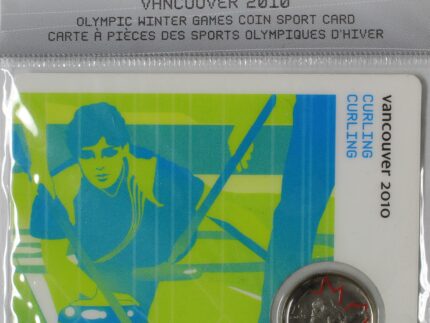 VANCOUVER 2010
OLYMPIC WINTER GAMES COIN SPORT CARD
CARTE À PIÈCES DES SPORTS OLYMPIQUES D'HIVER
vancouver 2010
CURLING
CURLING